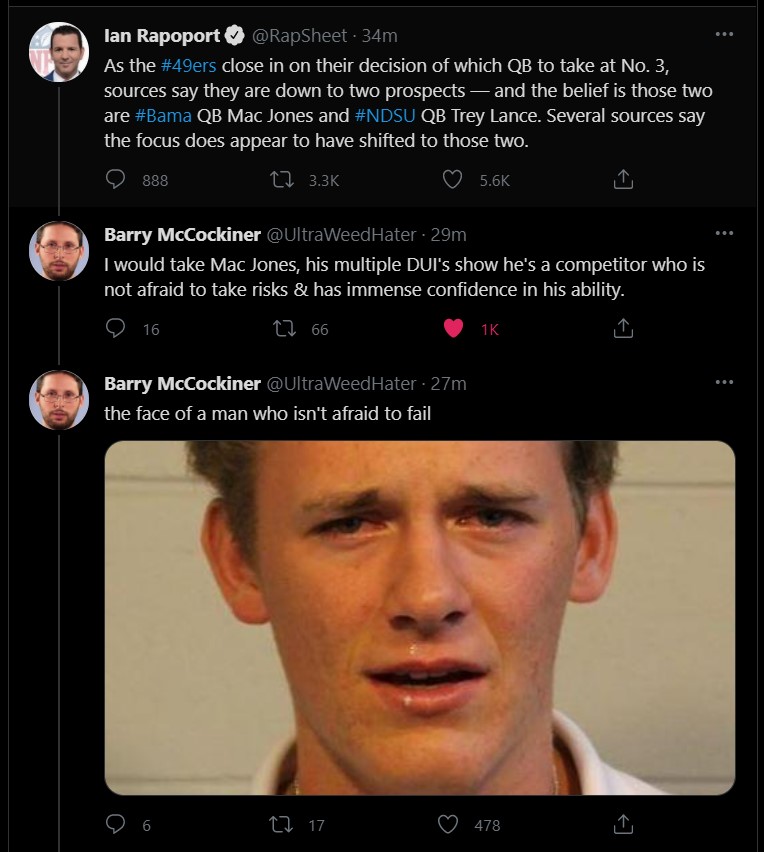 Ian Rapoport @RapSheet · 34m
As the #49ers close in on their decision of which QB to take at No. 3,
sources say they are down to two prospects — and the belief is those two
are #Bama QB Mac Jones and #NDSU QB Trey Lance. Several sources say
the focus does appear to have shifted to those two.
888 3.3K 5.6K
Barry McCockiner @UltraWeedHater · 29m
I would take Mac Jones, his multiple DUI's show he's a competitor who is
not afraid to take risks & has immense confidence in his ability.
16 66 1K
Barry McCockiner @UltraWeedHater · 27m
the face of a man who isn't afraid to fail
6 17 478